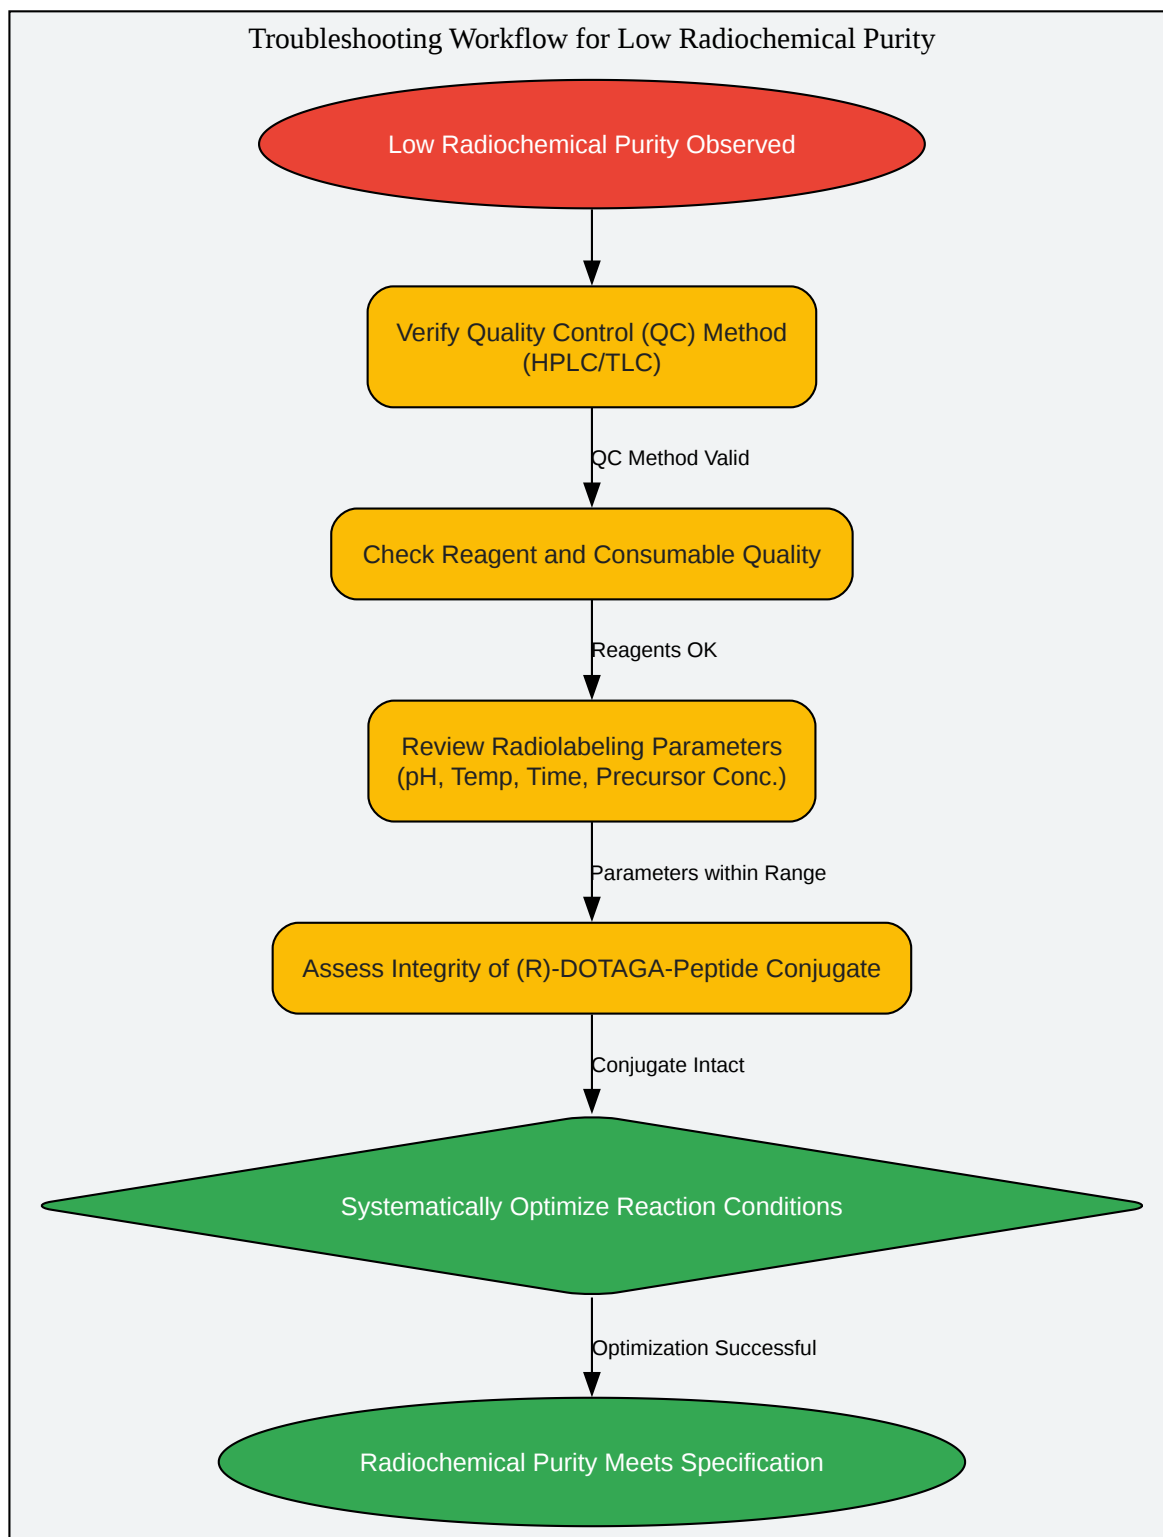 Troubleshooting Workflow for Low Radiochemical Purity
Low Radiochemical Purity Observed
Verify Quality Control (QC) Method
(HPLC/TLC)
QC Method Valid
Check Reagent and Consumable Quality
Reagents OK
Review Radiolabeling Parameters
(pH, Temp, Time, Precursor Conc.)
Parameters within Range
Assess Integrity of (R)-DOTAGA-Peptide Conjugate
Conjugate Intact
Systematically Optimize Reaction Conditions
Optimization Successful
Radiochemical Purity Meets Specification